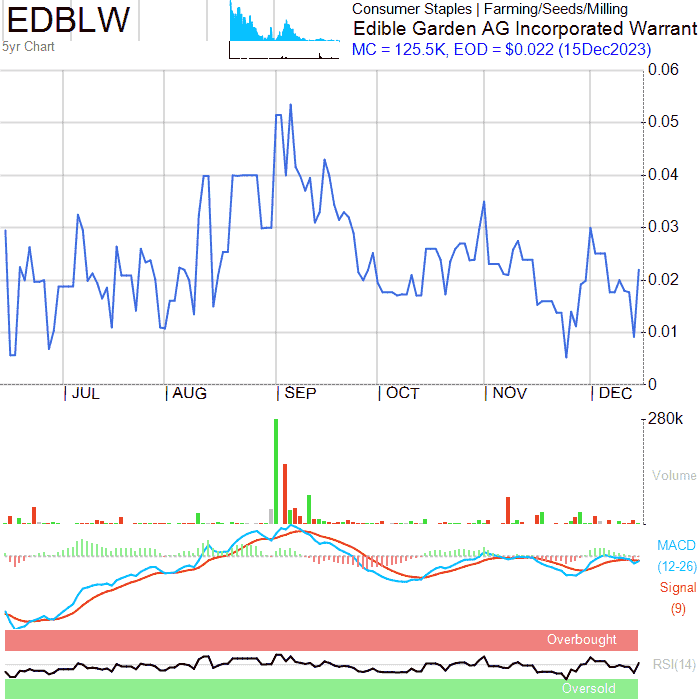 EDBLW
5yr Chart
Consumer Staples | Farming/Seeds/Milling
Edible Garden AG Incorporated Warrant
MC = 125.5K, EOD = $0.022 (15Dec2023)
0.06
0.05
0.04
0.03
0.02
0.01
0
JUL AUG SEP OCT NOV DEC
280k
Volume
MACD
(12-26)
Signal
(9)
Overbought
RSI(14)
Oversold